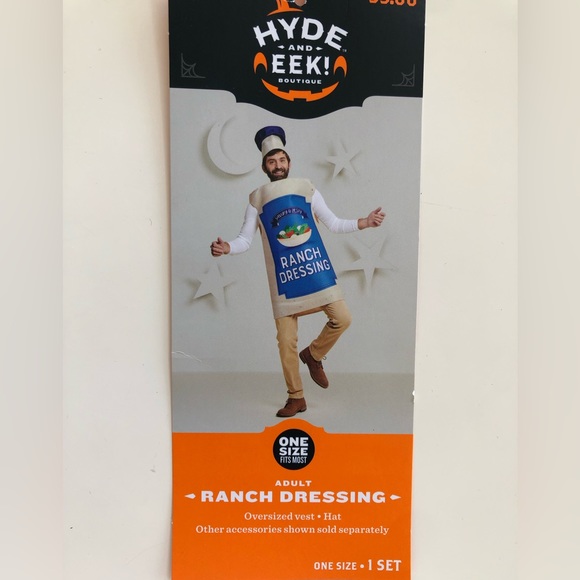 HYDE
AND
EEK!
BOUTIQUE
RANCH
DRESSING
ONE
SIZE
FITS MOST
ADULT
RANCH DRESSING
Oversized vest • Hat
Other accessories shown sold separately
ONE SIZE • 1 SET